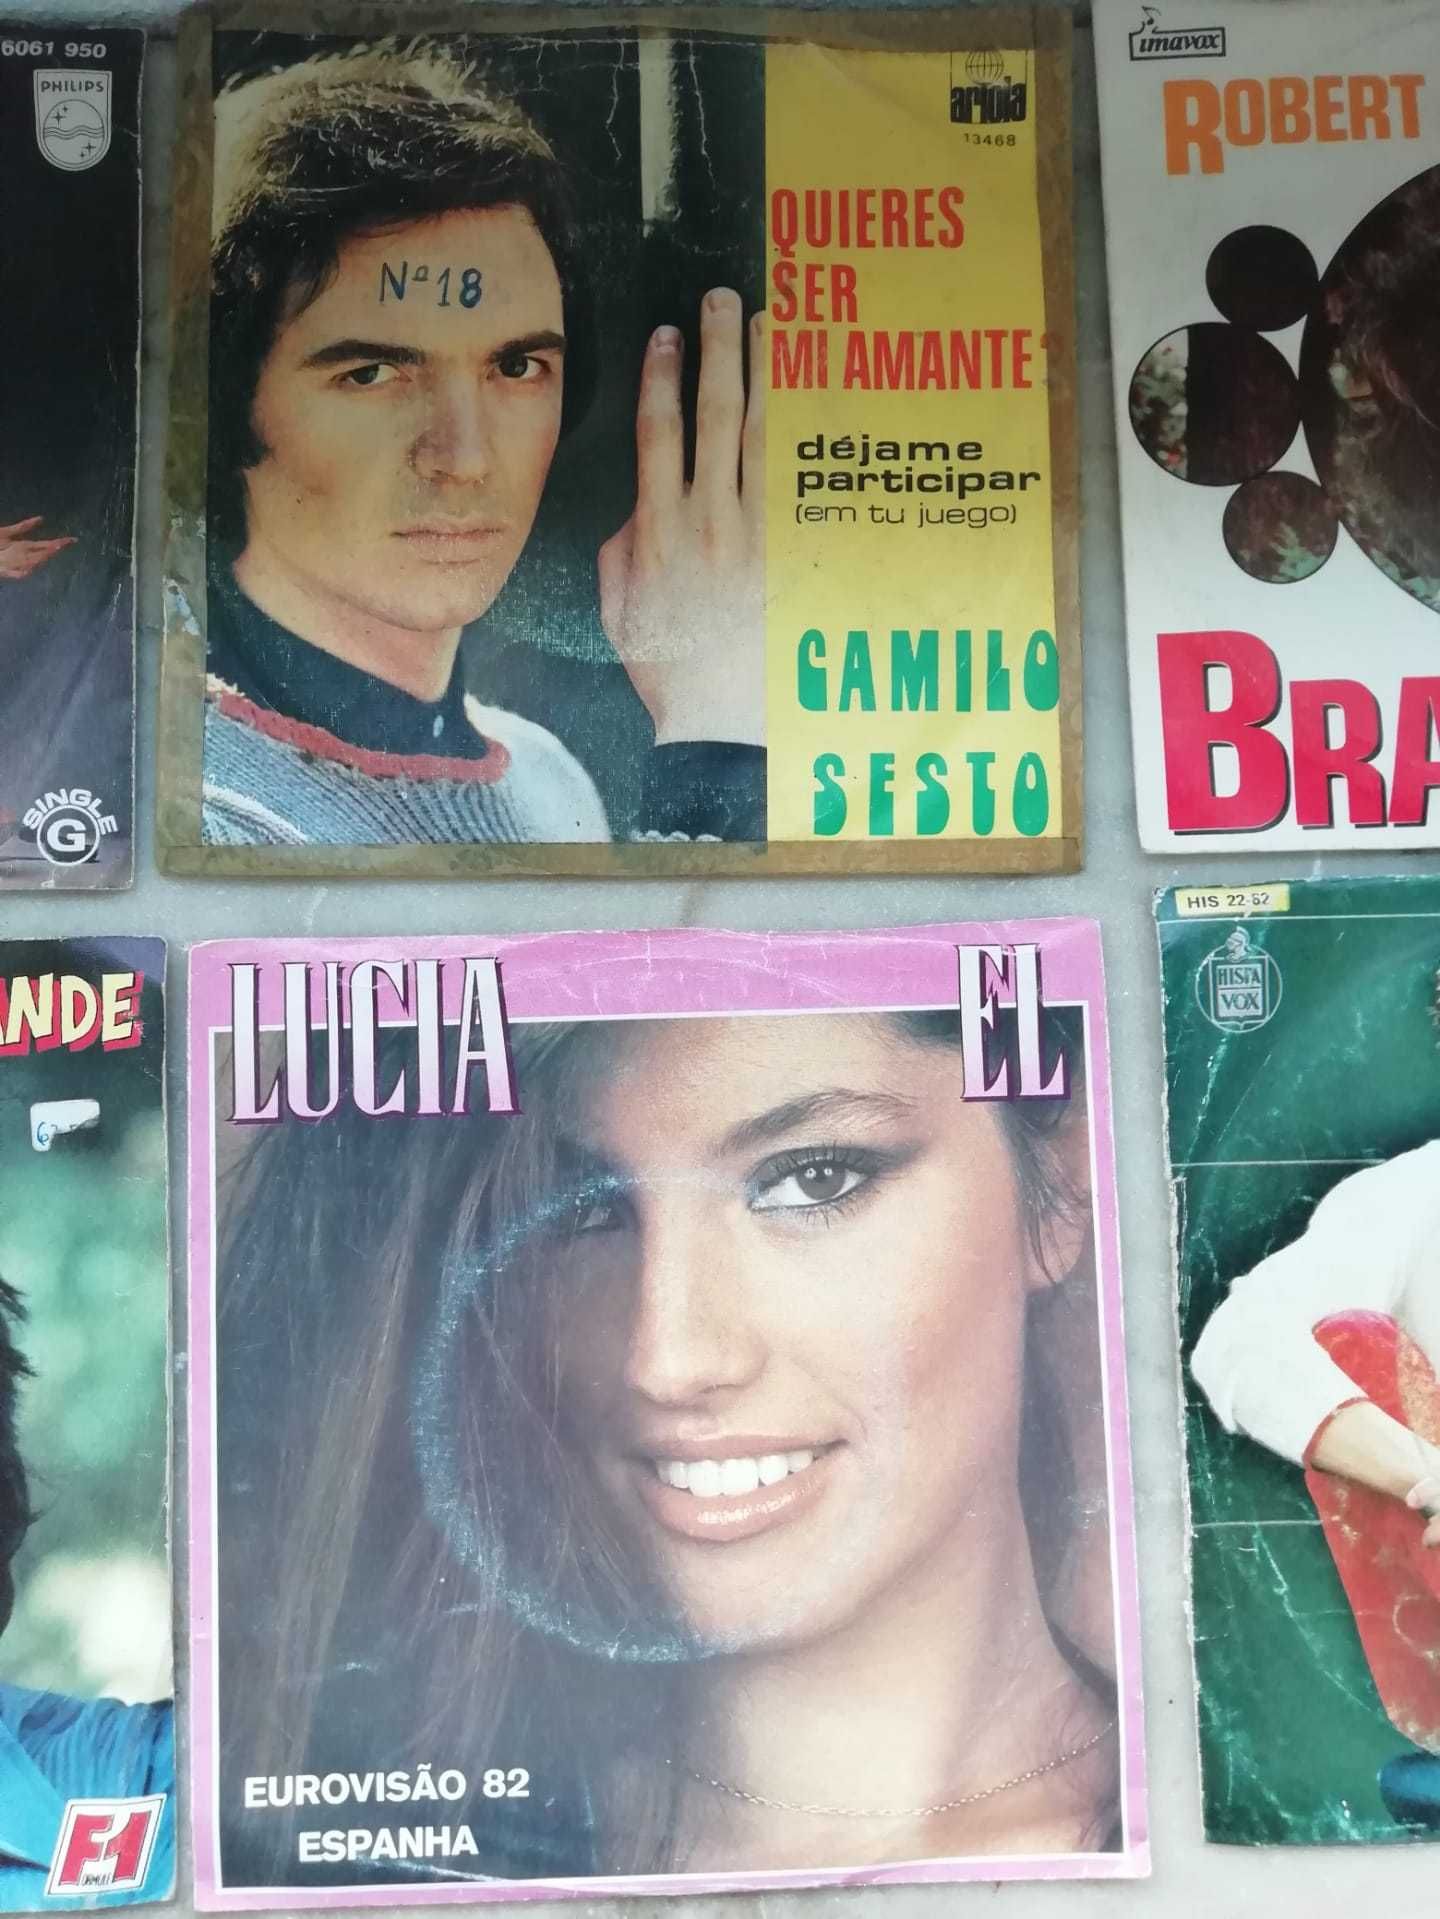 6061 950
PHILIPS
SINGLE
G
ariola
13468
Nº 18
QUIERES
SER
MI AMANTE?
déjame
participar
(em tu juego)
CAMILO
SESTO
imavox
ROBERT
BRA
ANDE
F1
FORMULE
LUCIA
EL
EUROVISÃO 82
ESPANHA
HIS 22-52
HISPA
VOX